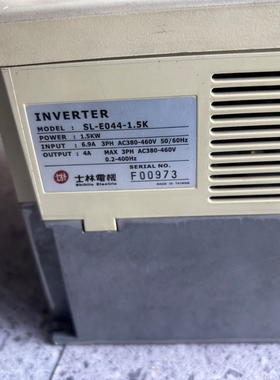 INVERTER
MODEL : SL-E044-1.5K
POWER : 1.5KW
INPUT : 6.9A 3PH AC380-460V 50/60Hz
OUTPUT : 4A MAX 3PH AC380-460V
0.2-400Hz
士林電機
Shihlin Electric
SERIAL NO.
F00973
MADE IN TAIWAN